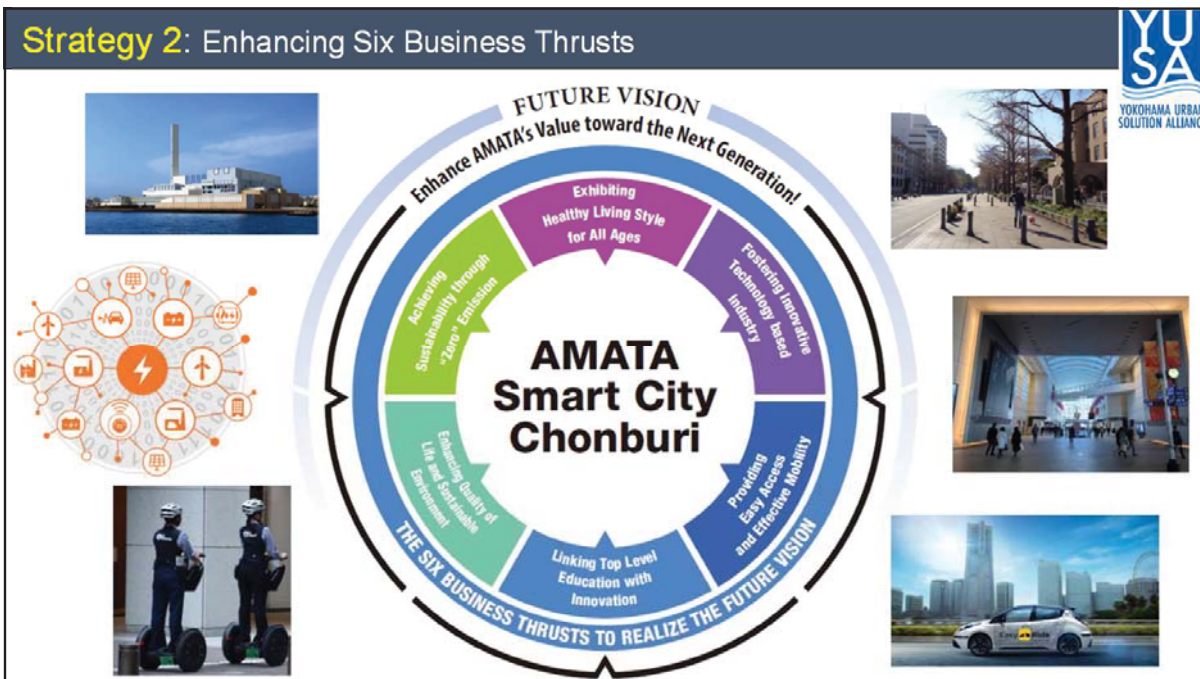 Strategy 2: Enhancing Six Business Thrusts
YU
SA
YOKOHAMA URBAN
SOLUTION ALLIANC
FUTURE VISION
Enhance AMATA's Value toward the Next Generation!
Exhibiting
Healthy Living Style
for All Ages
Fostering Innovative
Technology based
Industry
Providing
Easy Access
and Effective Mobility
Linking Top Level
Education with
Innovation
Enhancing Quality of
Life and Sustainable
Environment
Achieving
Sustainability through
"Zero" Emission
AMATA
Smart City
Chonburi
THE SIX BUSINESS THRUSTS TO REALIZE THE FUTURE VISION
Easy Ride